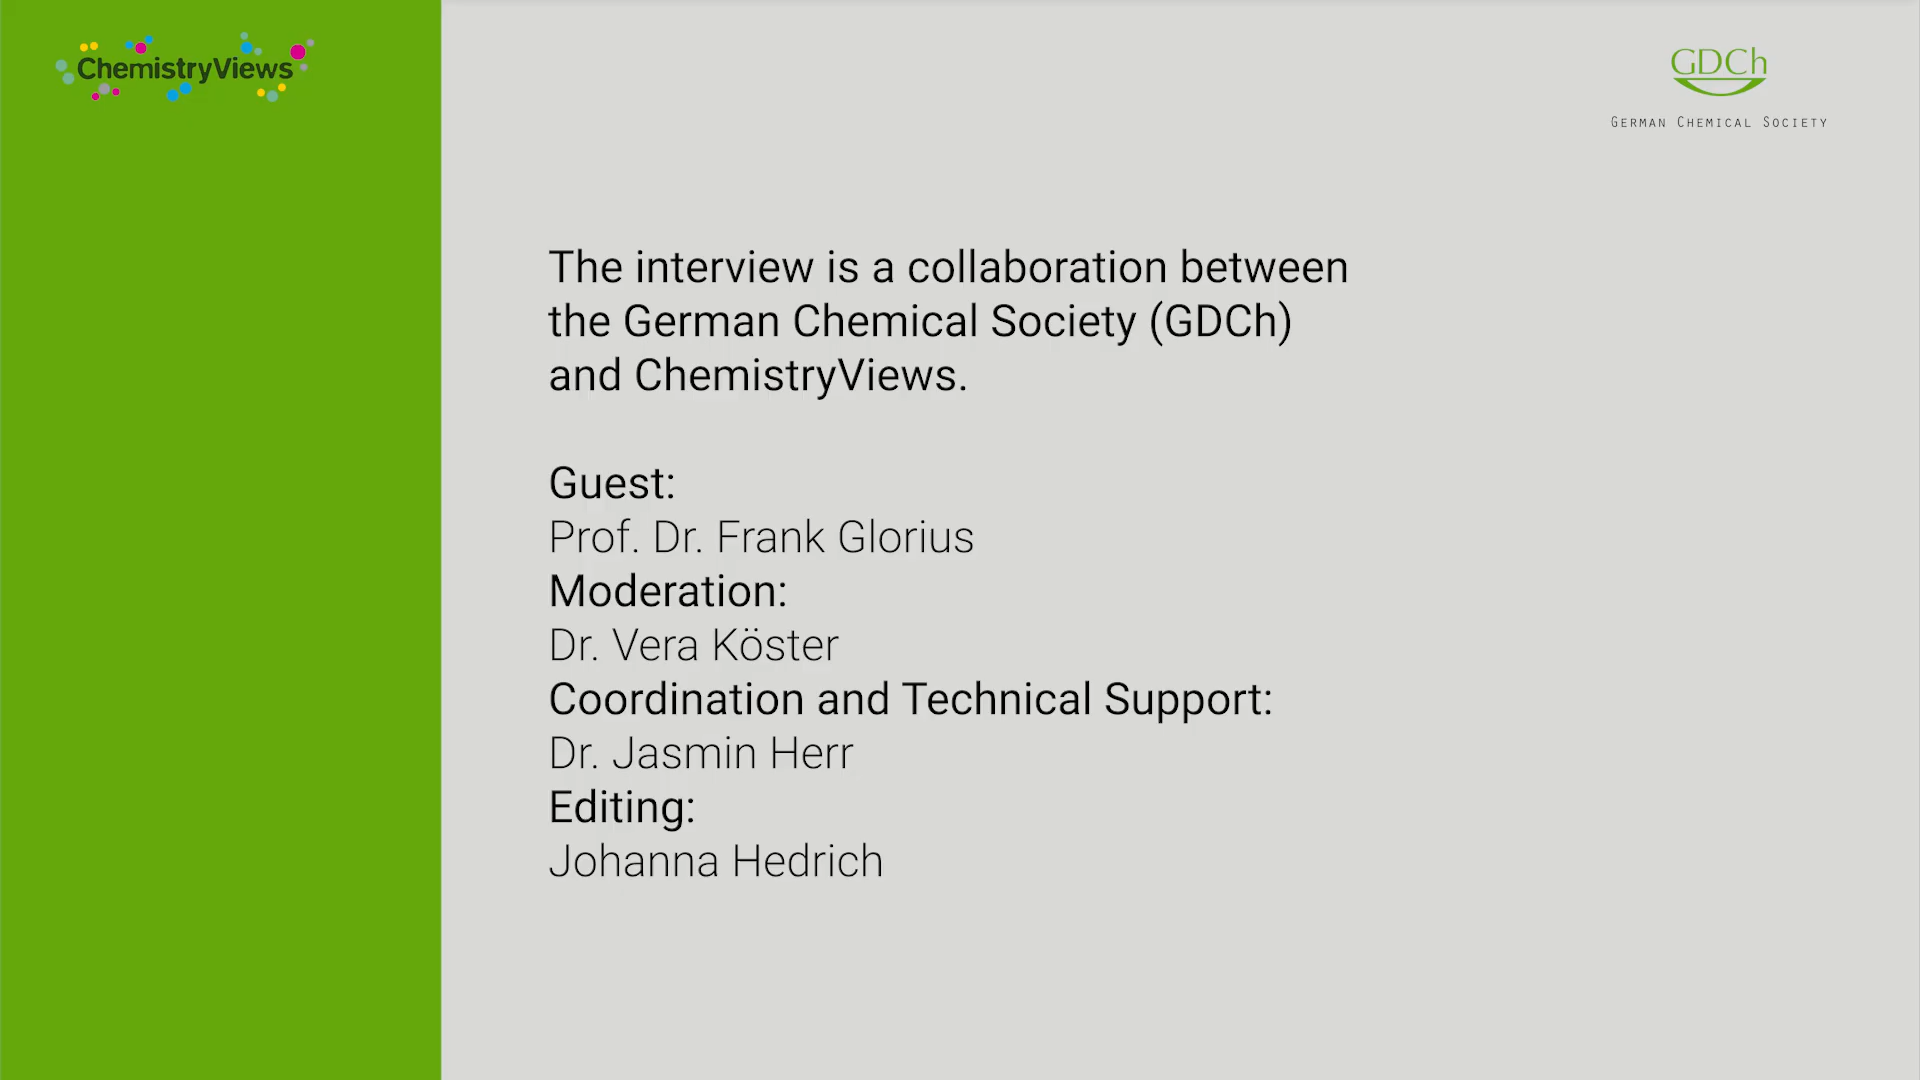 ChemistryViews
GDCh
GERMAN CHEMICAL SOCIETY
The interview is a collaboration between
the German Chemical Society (GDCh)
and ChemistryViews.
Guest:
Prof. Dr. Frank Glorius
Moderation:
Dr. Vera Köster
Coordination and Technical Support:
Dr. Jasmin Herr
Editing:
Johanna Hedrich